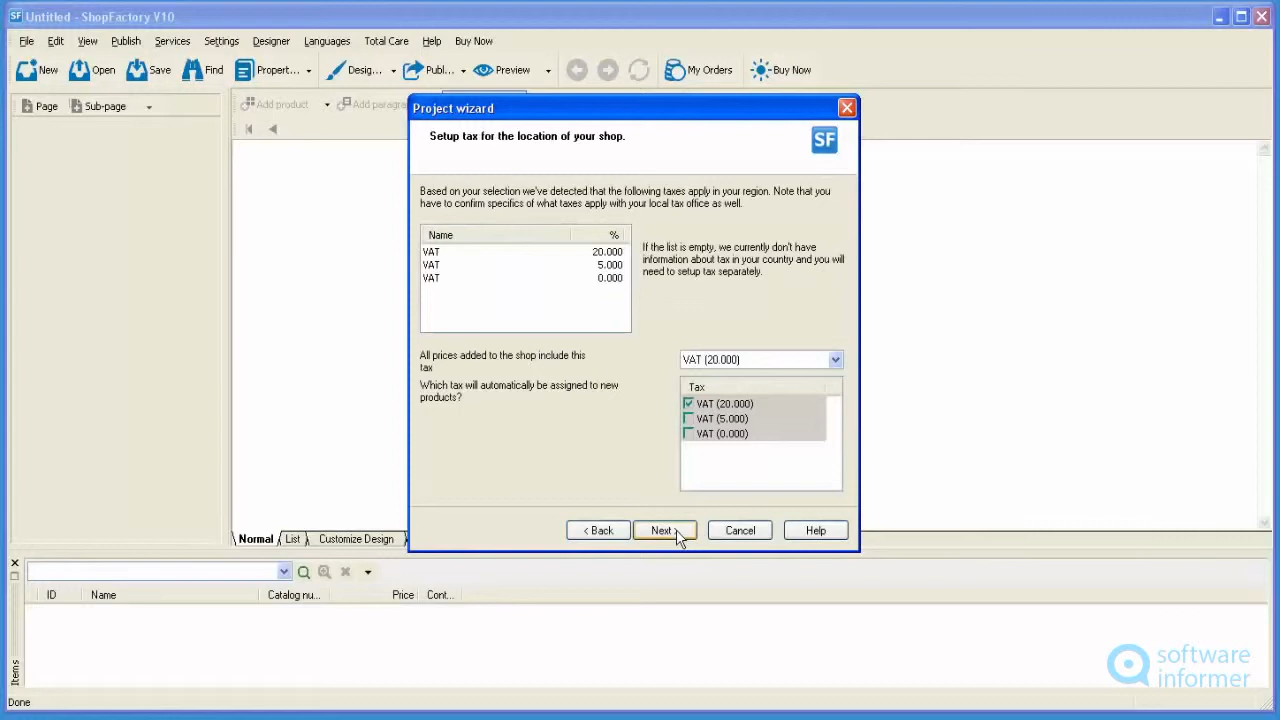 SF Untitled - ShopFactory V10
File Edit View Publish Services Settings Designer Languages Total Care Help Buy Now
New Open Save Find Propert... Desig... Publ... Preview My Orders Buy Now
Page Sub-page Add product
Project wizard
Setup tax for the location of your shop.
SF
Based on your selection we've detected that the following taxes apply in your region. Note that you
have to confirm specifics of what taxes apply with your local tax office as well.
Name %
VAT 20.000
VAT 5.000
VAT 0.000
If the list is empty, we currently don't have
information about tax in your country and you will
need to setup tax separately.
All prices added to the shop include this
tax
VAT (20.000)
Which tax will automatically be assigned to new
products?
Tax
VAT (20.000)
VAT (5.000)
VAT (0.000)
< Back Next > Cancel Help
Normal List Customize Design
ID Name Catalog nu... Price Cont...
Items
software
informer
Done